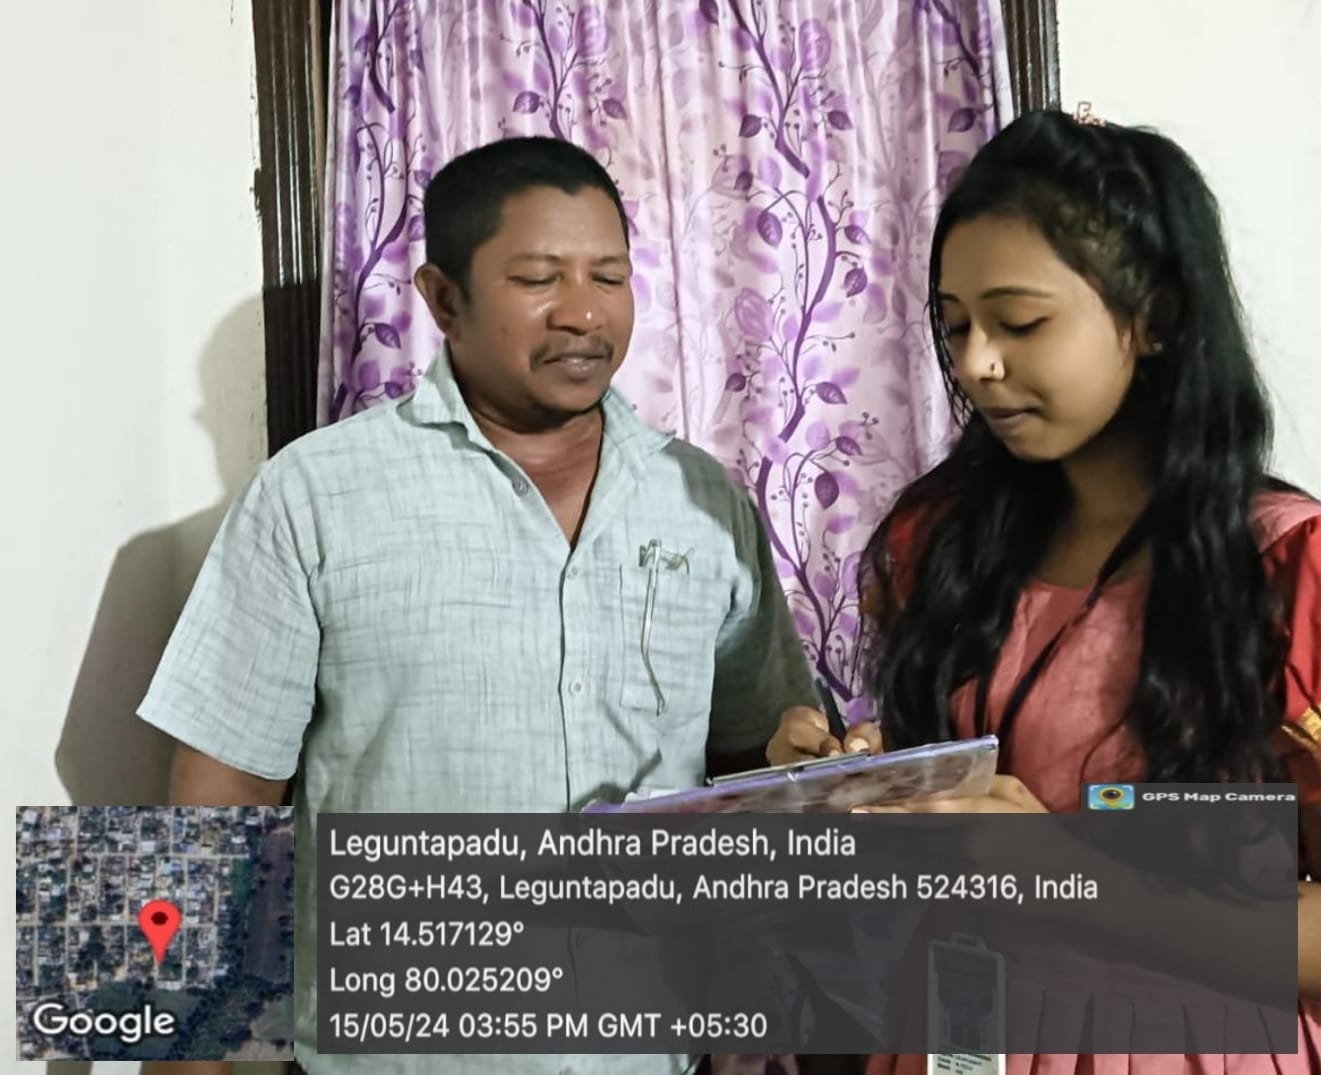 GPS Map Camera
Leguntapadu, Andhra Pradesh, India
G28G+H43, Leguntapadu, Andhra Pradesh 524316, India
Lat 14.517129°
Long 80.025209°
15/05/24 03:55 PM GMT +05:30
Google